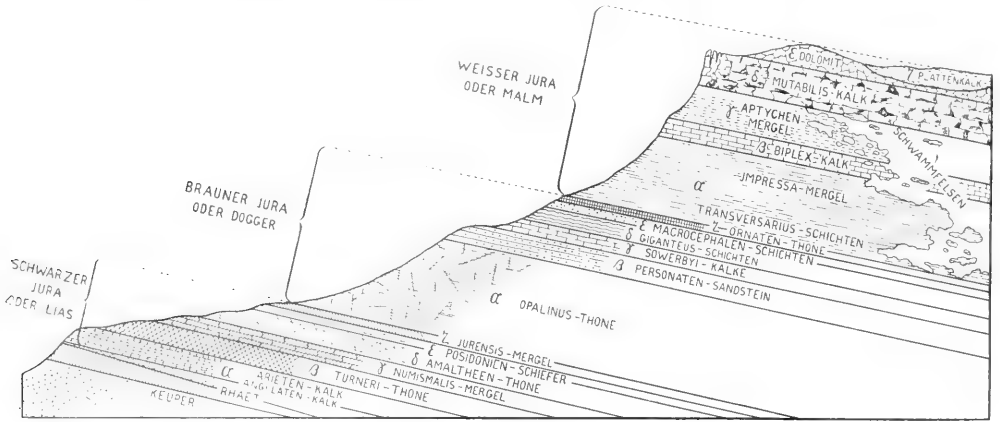 WEISSER JURA
ODER MALM
ε DOLOMIT
η PLATTENKALK
δ MUTABILIS-KALK
γ APTYCHEN-
MERGEL
β BIPLEX-KALK
SCHWAMMFELSEN
α IMPRESSA-MERGEL
TRANSVERSARIUS-SCHICHTEN
BRAUNER JURA
ODER DOGGER
ζ ORNATEN-THONE
ε MACROCEPHALEN-SCHICHTEN
δ GIGANTEUS-SCHICHTEN
γ SOWERBYI-KALKE
β PERSONATEN-SANDSTEIN
α OPALINUS-THONE
SCHWARZER
JURA
ODER LIAS
ζ JURENSIS-MERGEL
ε POSIDONIEN-SCHIEFER
δ AMALTHEEN-THONE
γ NUMISMALIS-MERGEL
β TURNERI-THONE
α ARIETEN-KALK
ANGULATEN-KALK
RHAET
KEUPER